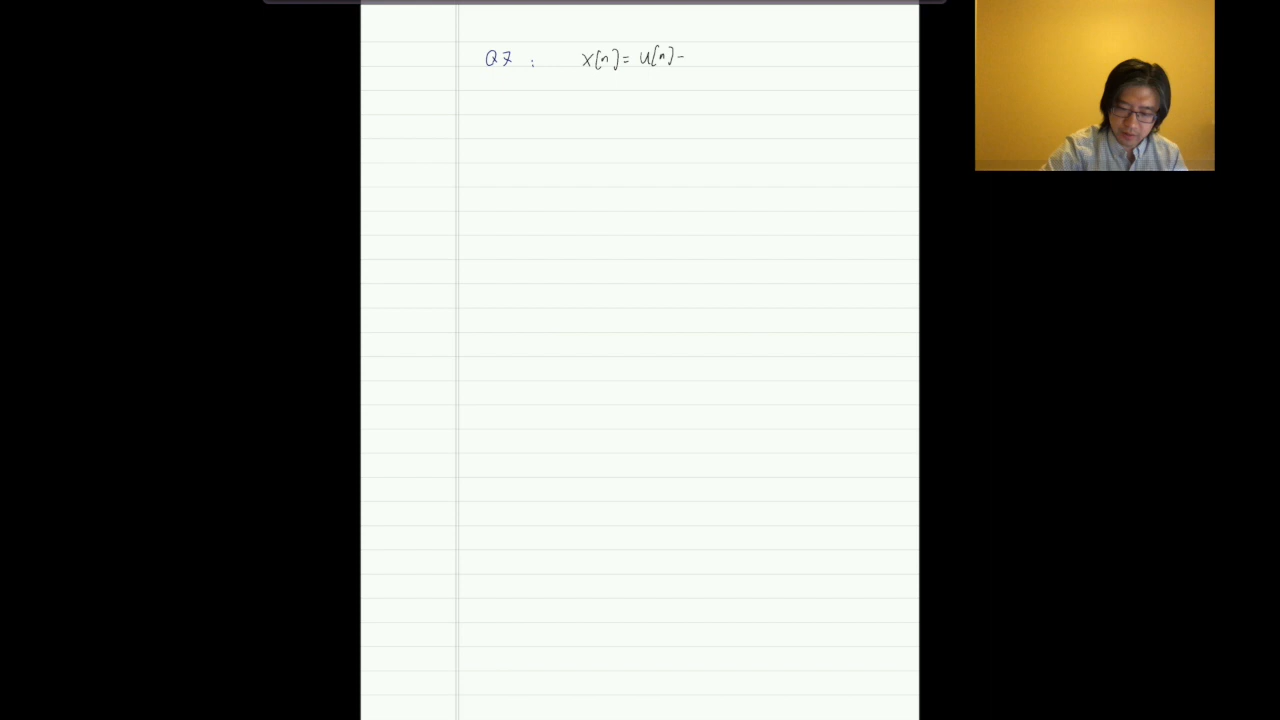 Q7 : x[n] = u[n] -